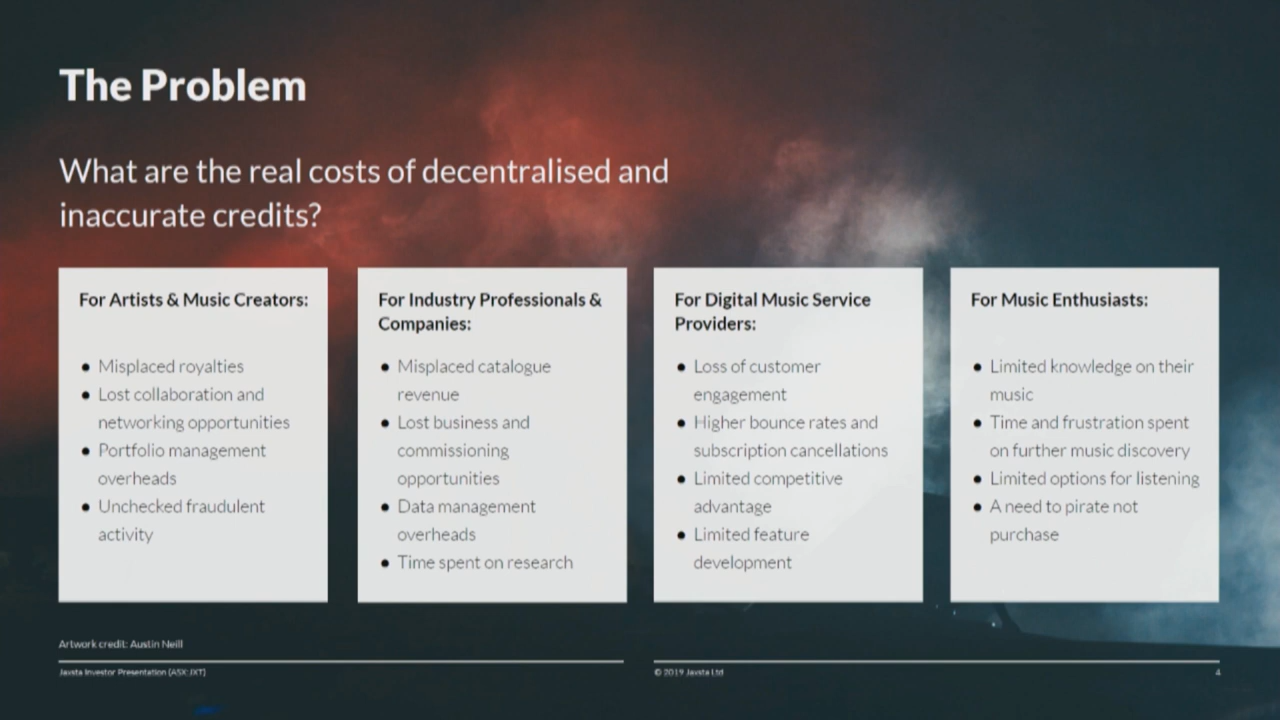 The Problem
What are the real costs of decentralised and
inaccurate credits?
For Artists & Music Creators:
● Misplaced royalties
● Lost collaboration and
networking opportunities
● Portfolio management
overheads
● Unchecked fraudulent
activity
For Industry Professionals &
Companies:
● Misplaced catalogue
revenue
● Lost business and
commissioning
opportunities
● Data management
overheads
● Time spent on research
For Digital Music Service
Providers:
● Loss of customer
engagement
● Higher bounce rates and
subscription cancellations
● Limited competitive
advantage
● Limited feature
development
For Music Enthusiasts:
● Limited knowledge on their
music
● Time and frustration spent
on further music discovery
● Limited options for listening
● A need to pirate not
purchase
Artwork credit: Austin Neill
Jaxsta Investor Presentation (ASX:JXT)
© 2019 Jaxsta Ltd
4